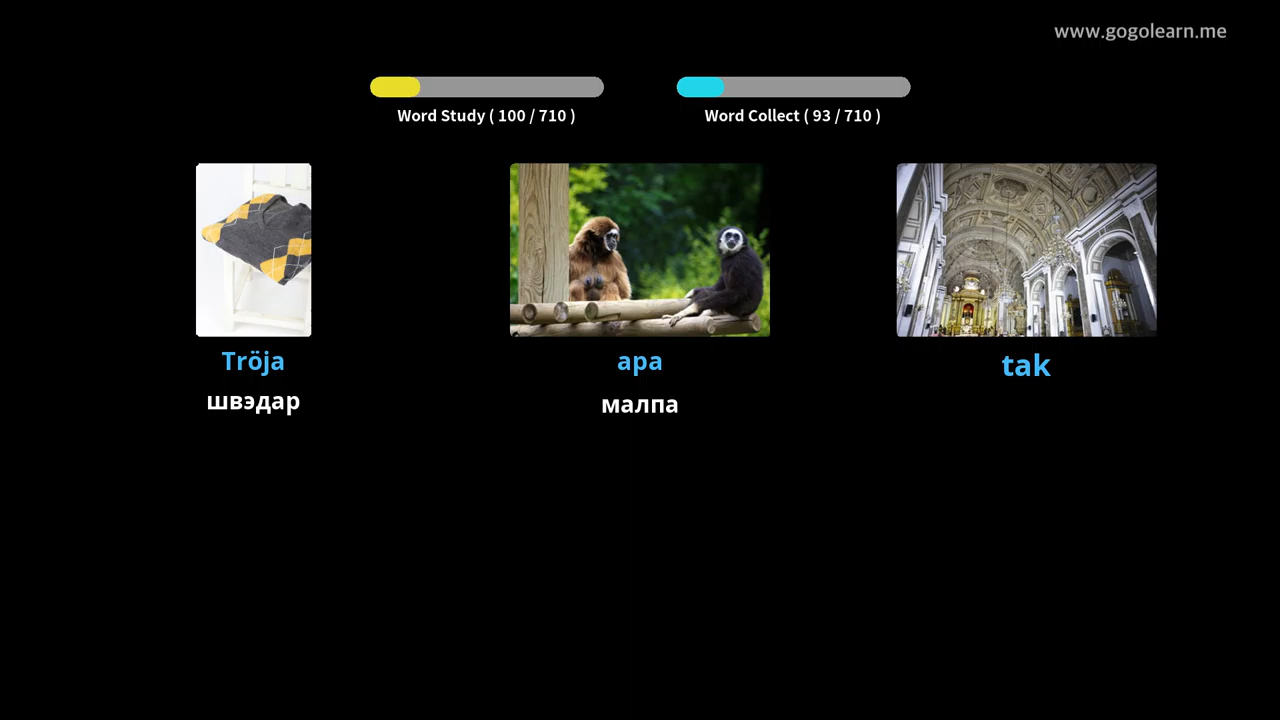 www.gogolearn.me
Word Study ( 100 / 710 )
Word Collect ( 93 / 710 )
Tröja
apa
tak
швэдар
малпа